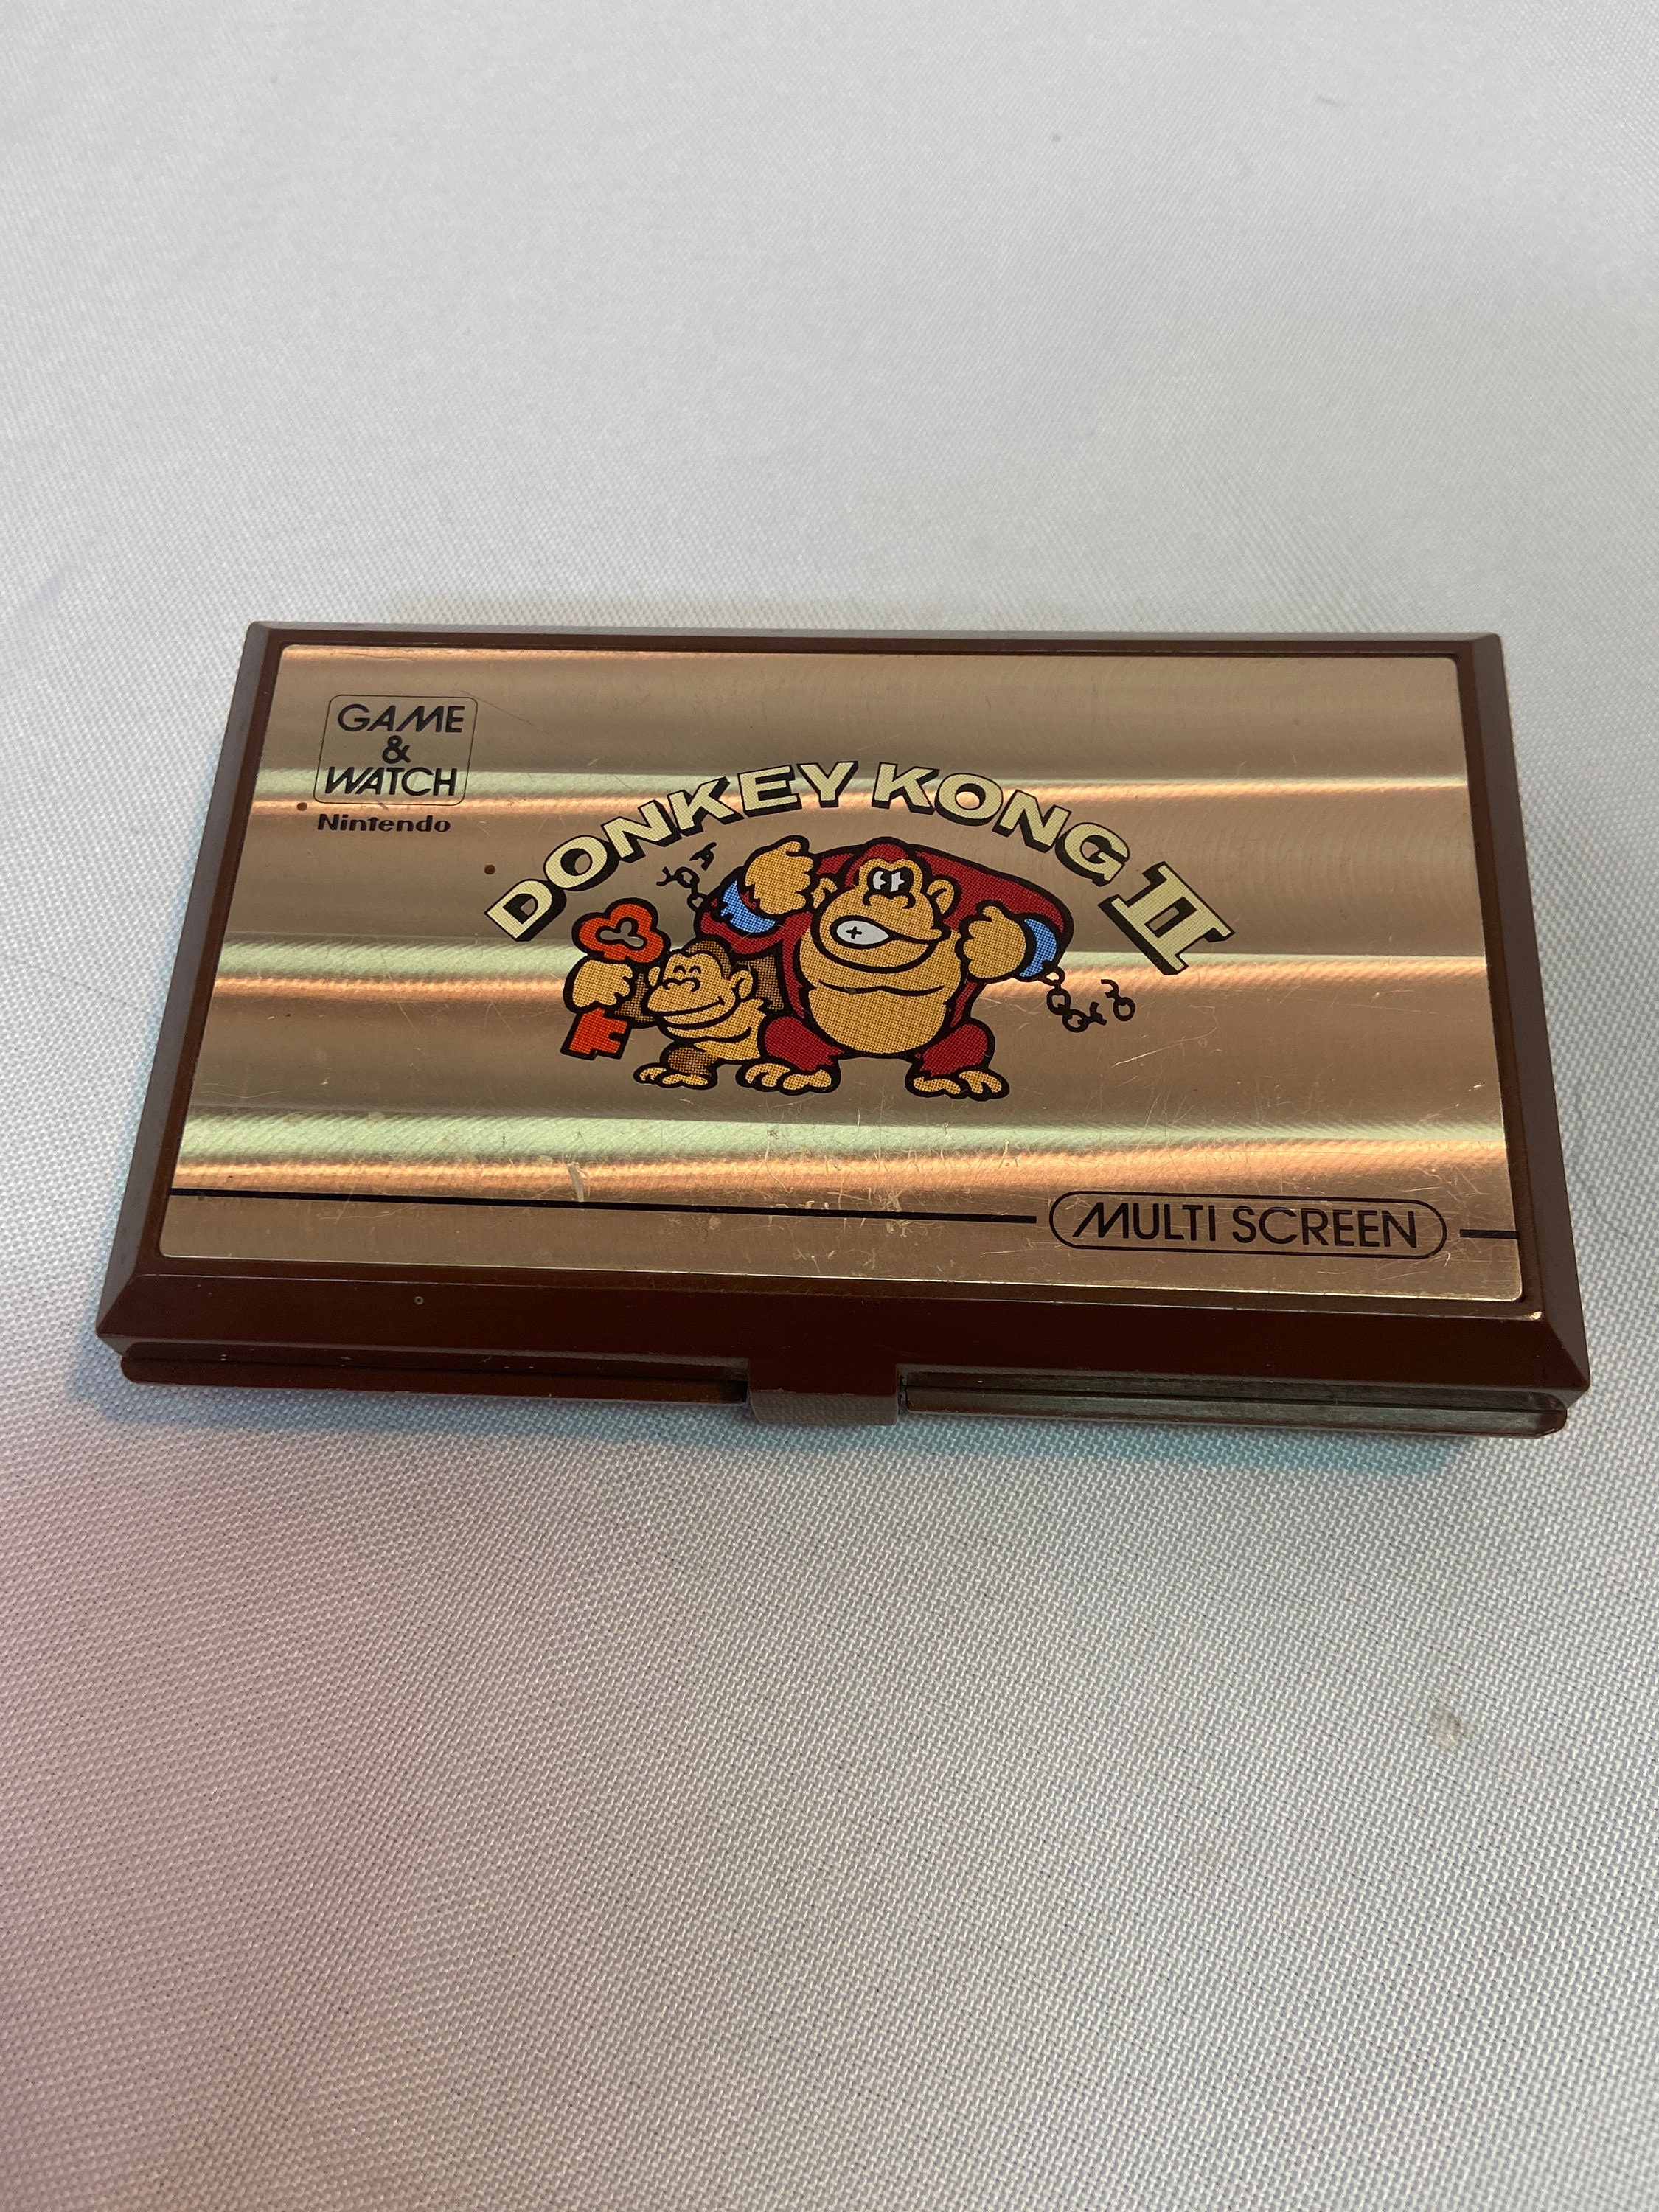 GAME
&
WATCH
Nintendo
DONKEY KONG II
MULTI SCREEN